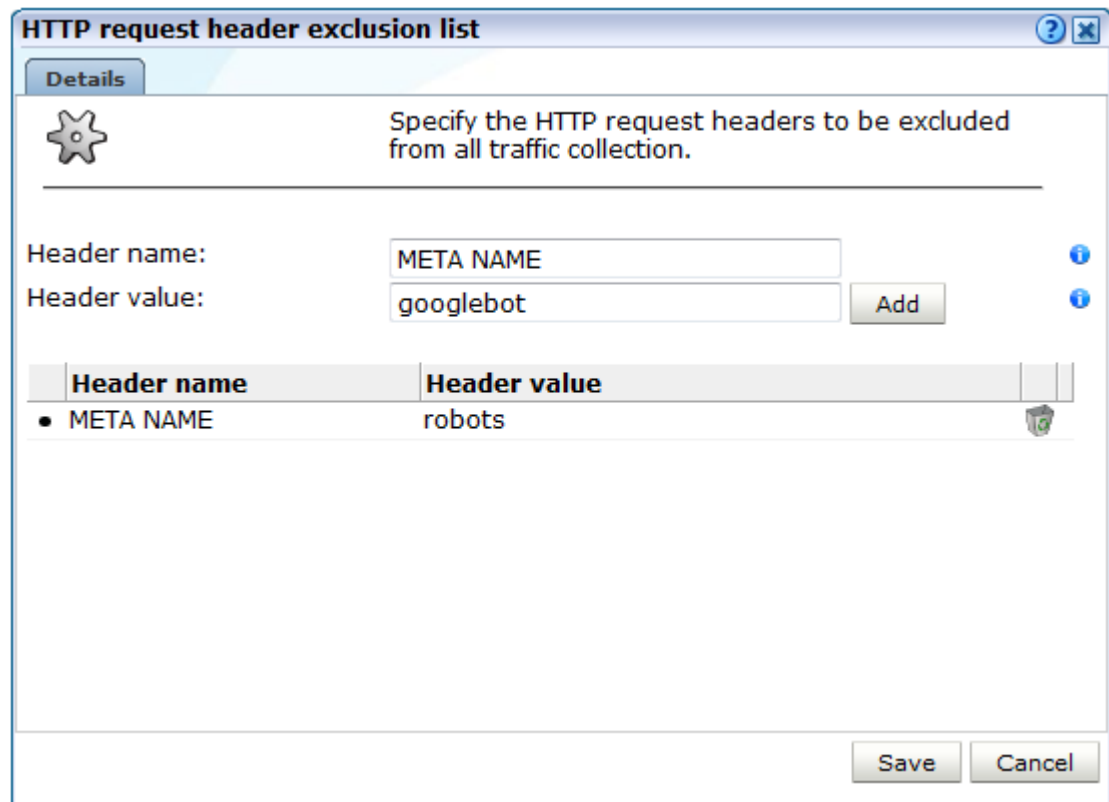 HTTP request header exclusion list
Details
Specify the HTTP request headers to be excluded
from all traffic collection.
Header name: META NAME
Header value: googlebot Add
Header name Header value
META NAME robots
Save Cancel